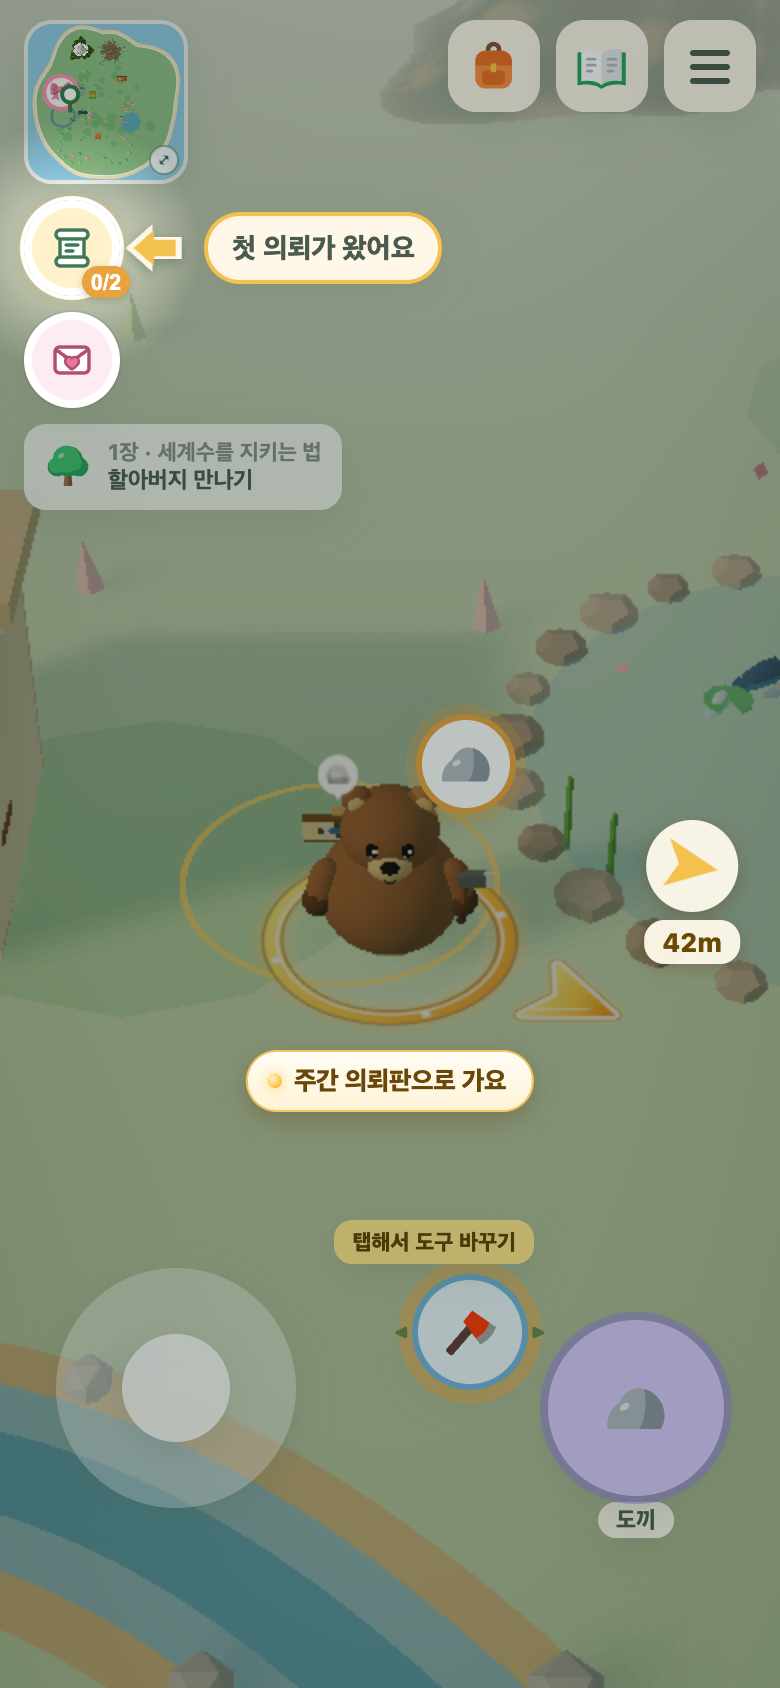 첫 의뢰가 왔어요
0/2
1장 · 세계수를 지키는 법
할아버지 만나기
42m
주간 의뢰판으로 가요
탭해서 도구 바꾸기
도끼